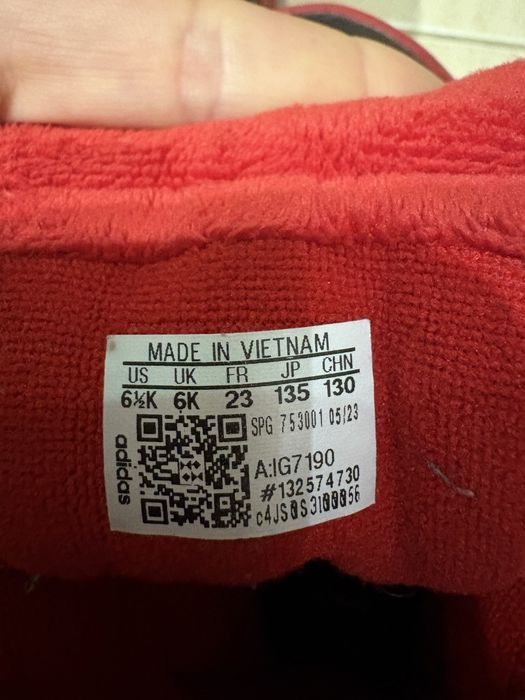 MADE IN VIETNAM
US UK FR JP CHN
6½K 6K 23 135 130
SPG 753001 05/23
adidas
A:IG7190
#132574730
c4JS0S3100056